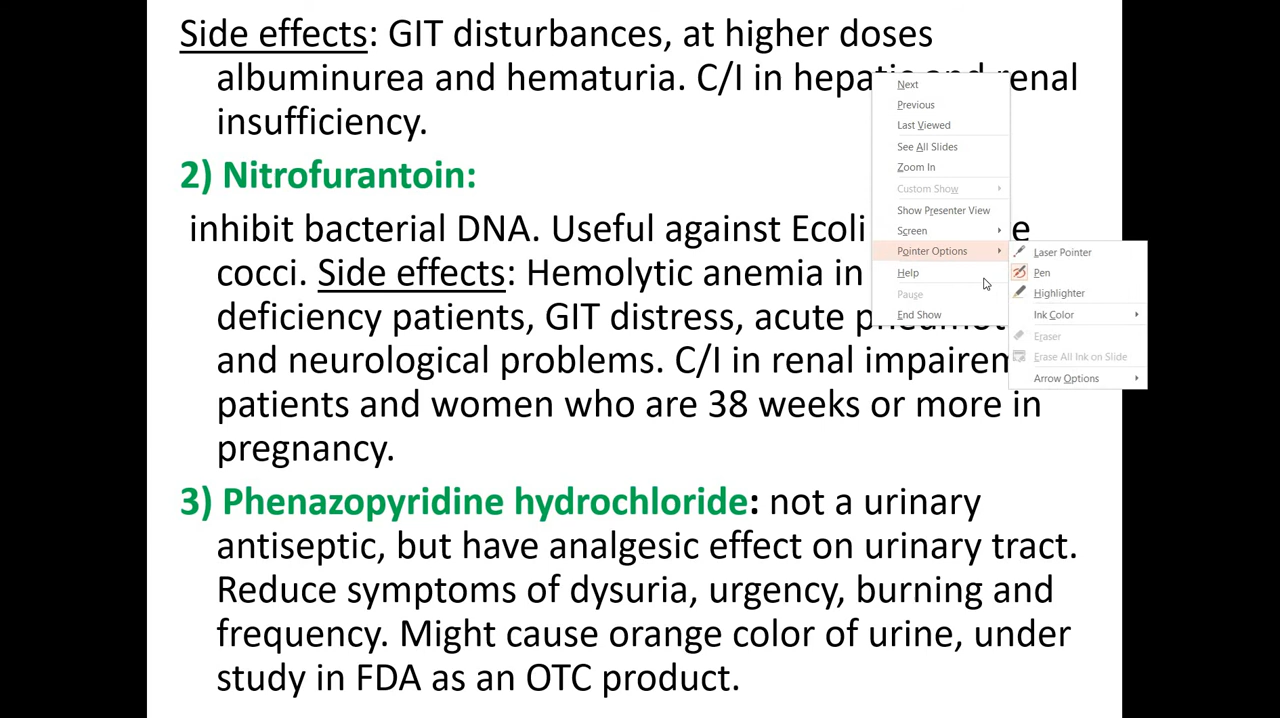 Side effects: GIT disturbances, at higher doses
albuminurea and hematuria. C/I in hepatic and renal
insufficiency.
2) Nitrofurantoin:
inhibit bacterial DNA. Useful against Ecoli
cocci. Side effects: Hemolytic anemia in
deficiency patients, GIT distress, acute
and neurological problems. C/I in renal
patients and women who are 38 weeks or more in
pregnancy.
3) Phenazopyridine hydrochloride: not a urinary
antiseptic, but have analgesic effect on urinary tract.
Reduce symptoms of dysuria, urgency, burning and
frequency. Might cause orange color of urine, under
study in FDA as an OTC product.
Next
Previous
Last Viewed
See All Slides
Zoom In
Custom Show
Show Presenter View
Screen
Pointer Options
Help
Pause
End Show
Laser Pointer
Pen
Highlighter
Ink Color
Eraser
Erase All Ink on Slide
Arrow Options